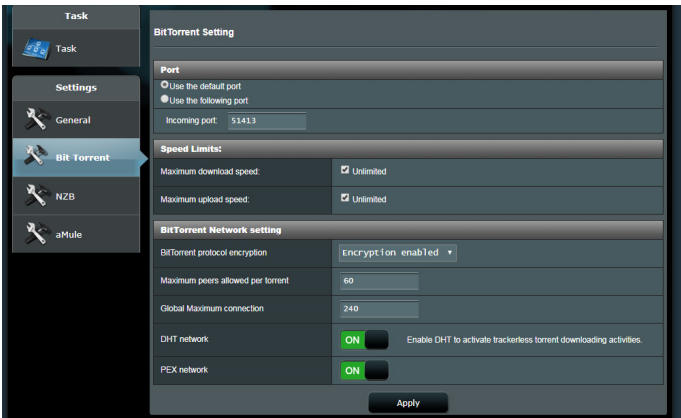 Task
Task
Settings
General
Bit Torrent
NZB
aMule
BitTorrent Setting
Port
Use the default port
Use the following port
Incoming port: 51413
Speed Limits:
Maximum download speed: Unlimited
Maximum upload speed: Unlimited
BitTorrent Network setting
BitTorrent protocol encryption Encryption enabled
Maximum peers allowed per torrent 60
Global Maximum connection 240
DHT network ON Enable DHT to activate trackerless torrent downloading activities.
PEX network ON
Apply